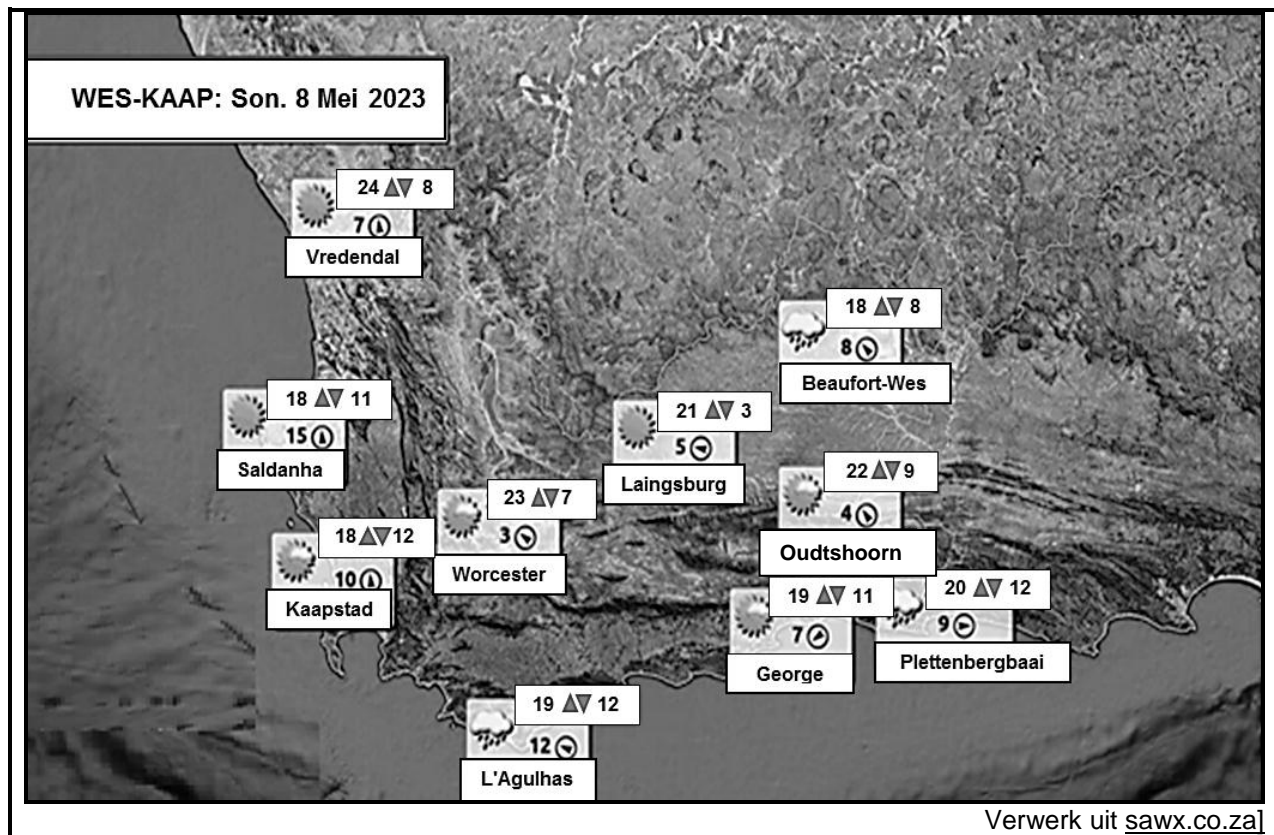 WES-KAAP: Son. 8 Mei 2023
24 ▲▼ 8
7
Vredendal
18 ▲▼ 8
8
Beaufort-Wes
18 ▲▼ 11
15
Saldanha
21 ▲▼ 3
5
Laingsburg
22 ▲▼ 9
4
Oudtshoorn
23 ▲▼ 7
3
Worcester
18 ▲▼ 12
10
Kaapstad
19 ▲▼ 11
7
George
20 ▲▼ 12
9
Plettenbergbaai
19 ▲▼ 12
12
L'Agulhas
Verwerk uit sawx.co.za]